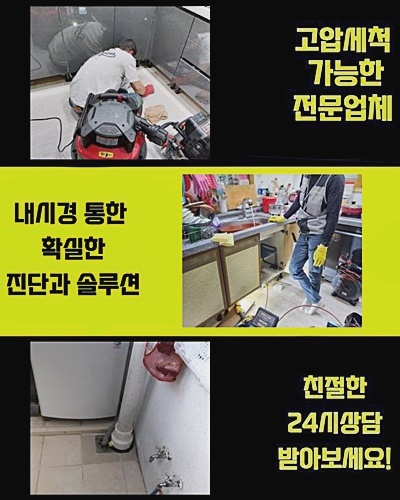 고압세척
가능한
전문업체
내시경 통한
확실한
진단과 솔루션
친절한
24시상담
받아보세요!